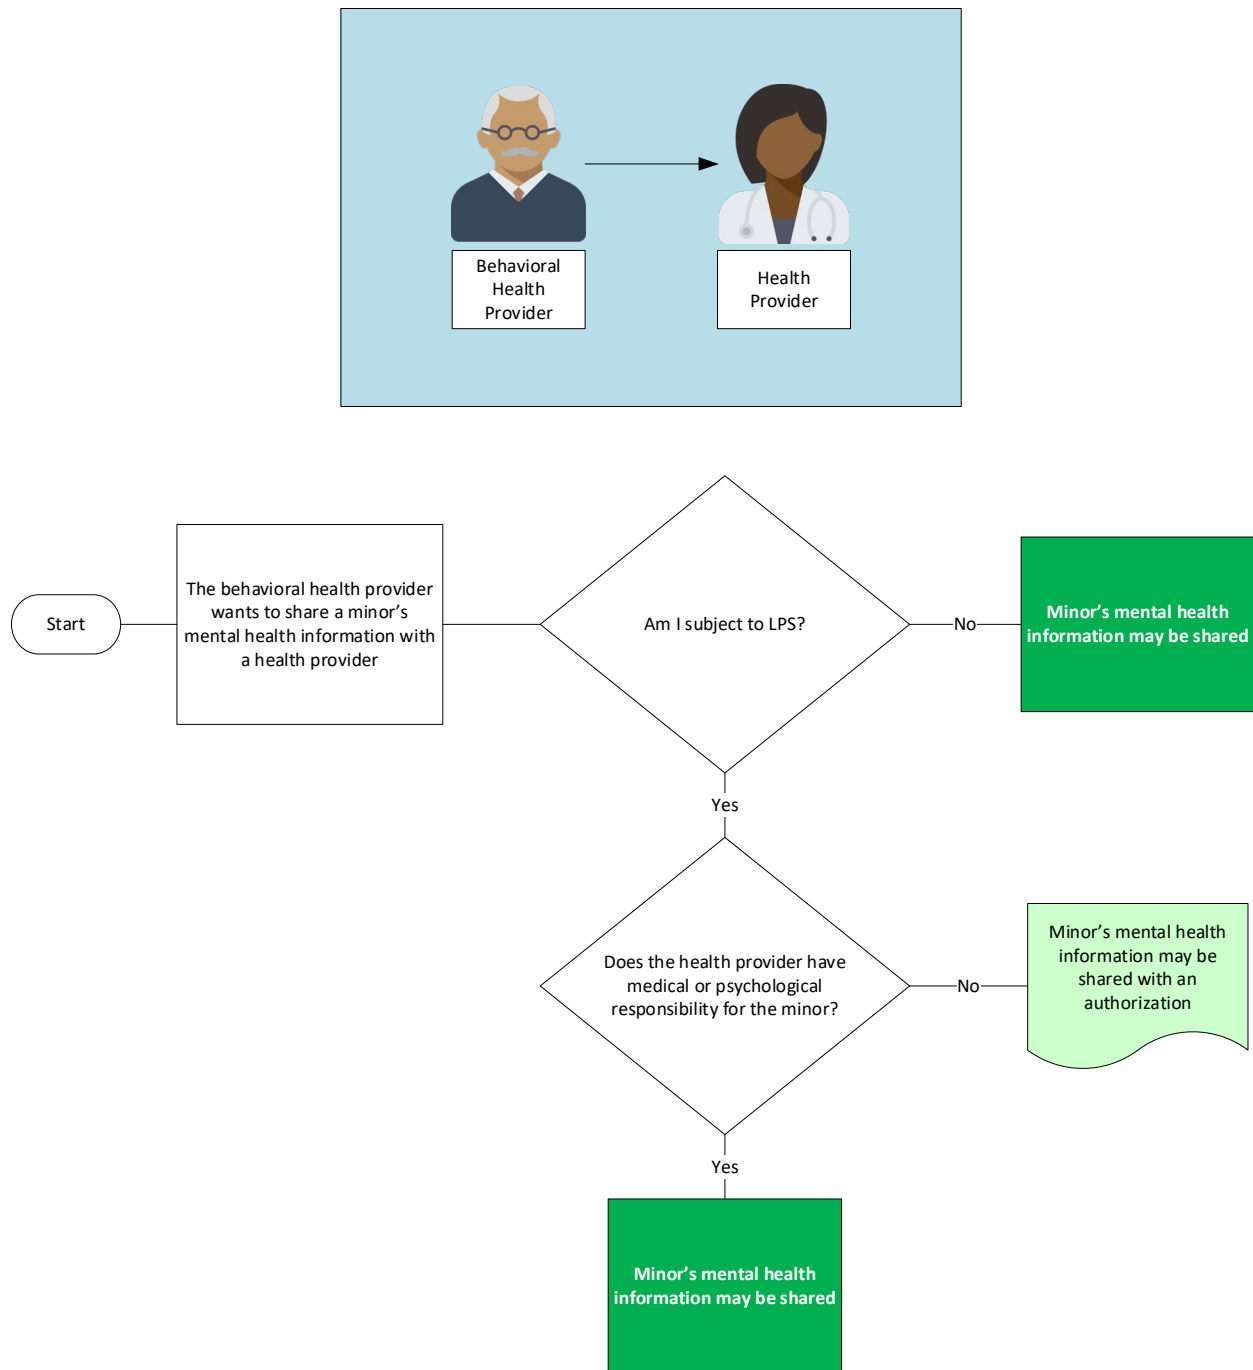 Behavioral
Health
Provider
Health
Provider
Start
The behavioral health provider
wants to share a minor’s
mental health information with
a health provider
Am I subject to LPS?
No
Minor’s mental health
information may be shared
Yes
Does the health provider have
medical or psychological
responsibility for the minor?
No
Minor’s mental health
information may be
shared with an
authorization
Yes
Minor’s mental health
information may be shared